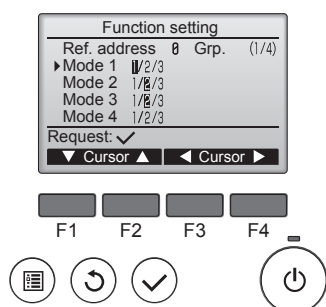 Function setting
Ref. address 0 Grp. (1/4)
Mode 1 1/2/3
Mode 2 1/2/3
Mode 3 1/2/3
Mode 4 1/2/3
Request: ✓
▼ Cursor ▲ ◀ Cursor ▶
F1 F2 F3 F4